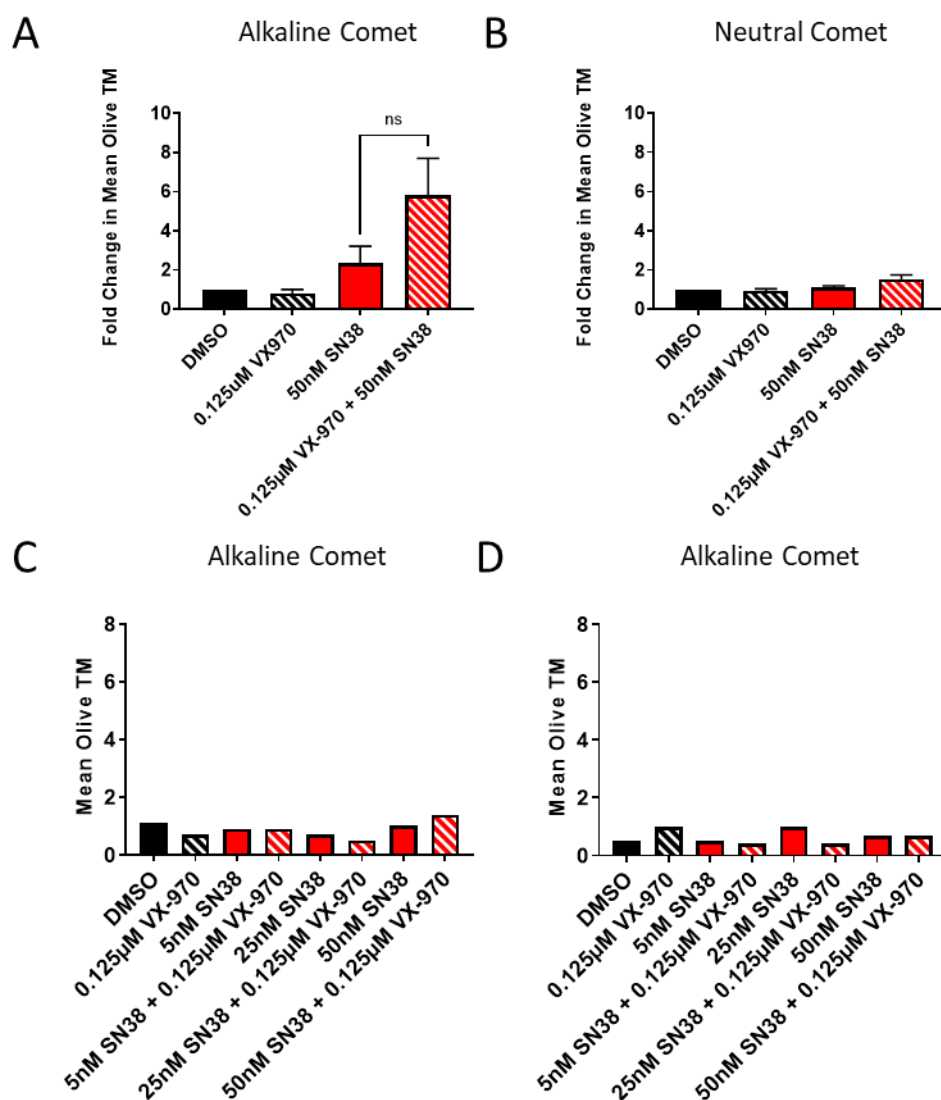 A
Alkaline Comet
Fold Change in Mean Olive TM
10
8
6
4
2
0
ns
DMSO
0.125uM VX970
50nM SN38
0.125µM VX-970 + 50nM SN38
B
Neutral Comet
Fold Change in Mean Olive TM
10
8
6
4
2
0
DMSO
0.125µM VX970
50nM SN38
0.125µM VX-970 + 50nM SN38
C
Alkaline Comet
Mean Olive TM
8
6
4
2
0
DMSO
0.125µM VX-970
5nM SN38
5nM SN38 + 0.125µM VX-970
25nM SN38
25nM SN38 + 0.125µM VX-970
50nM SN38
50nM SN38 + 0.125µM VX-970
D
Alkaline Comet
Mean Olive TM
8
6
4
2
0
DMSO
0.125µM VX-970
5nM SN38
5nM SN38 + 0.125µM VX-970
25nM SN38
25nM SN38 + 0.125µM VX-970
50nM SN38
50nM SN38 + 0.125µM VX-970